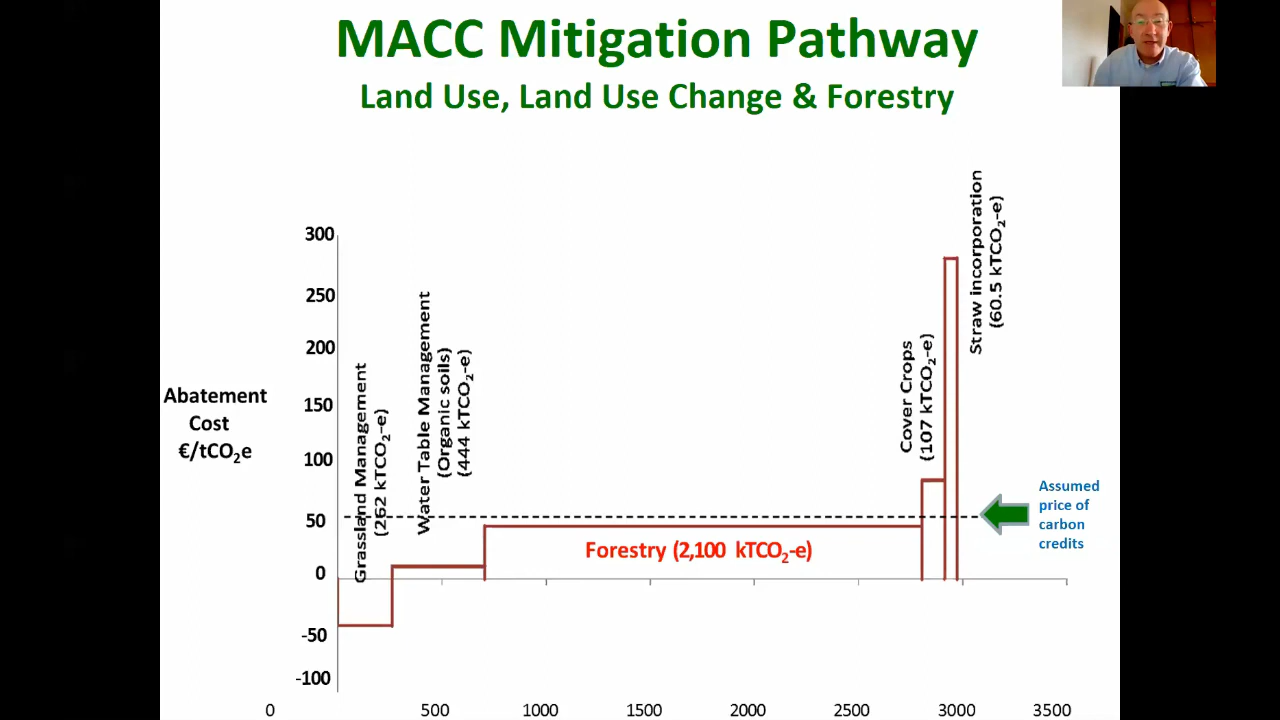 MACC Mitigation Pathway
Land Use, Land Use Change & Forestry
300
250
200
150
100
50
0
-50
-100
Abatement
Cost
€/tCO₂e
Grassland Management
(262 kTCO₂-e)
Water Table Management
(Organic soils)
(444 kTCO₂-e)
Forestry (2,100 kTCO₂-e)
Cover Crops
(107 kTCO₂-e)
Straw incorporation
(60.5 kTCO₂-e)
Assumed
price of
carbon
credits
0 500 1000 1500 2000 2500 3000 3500